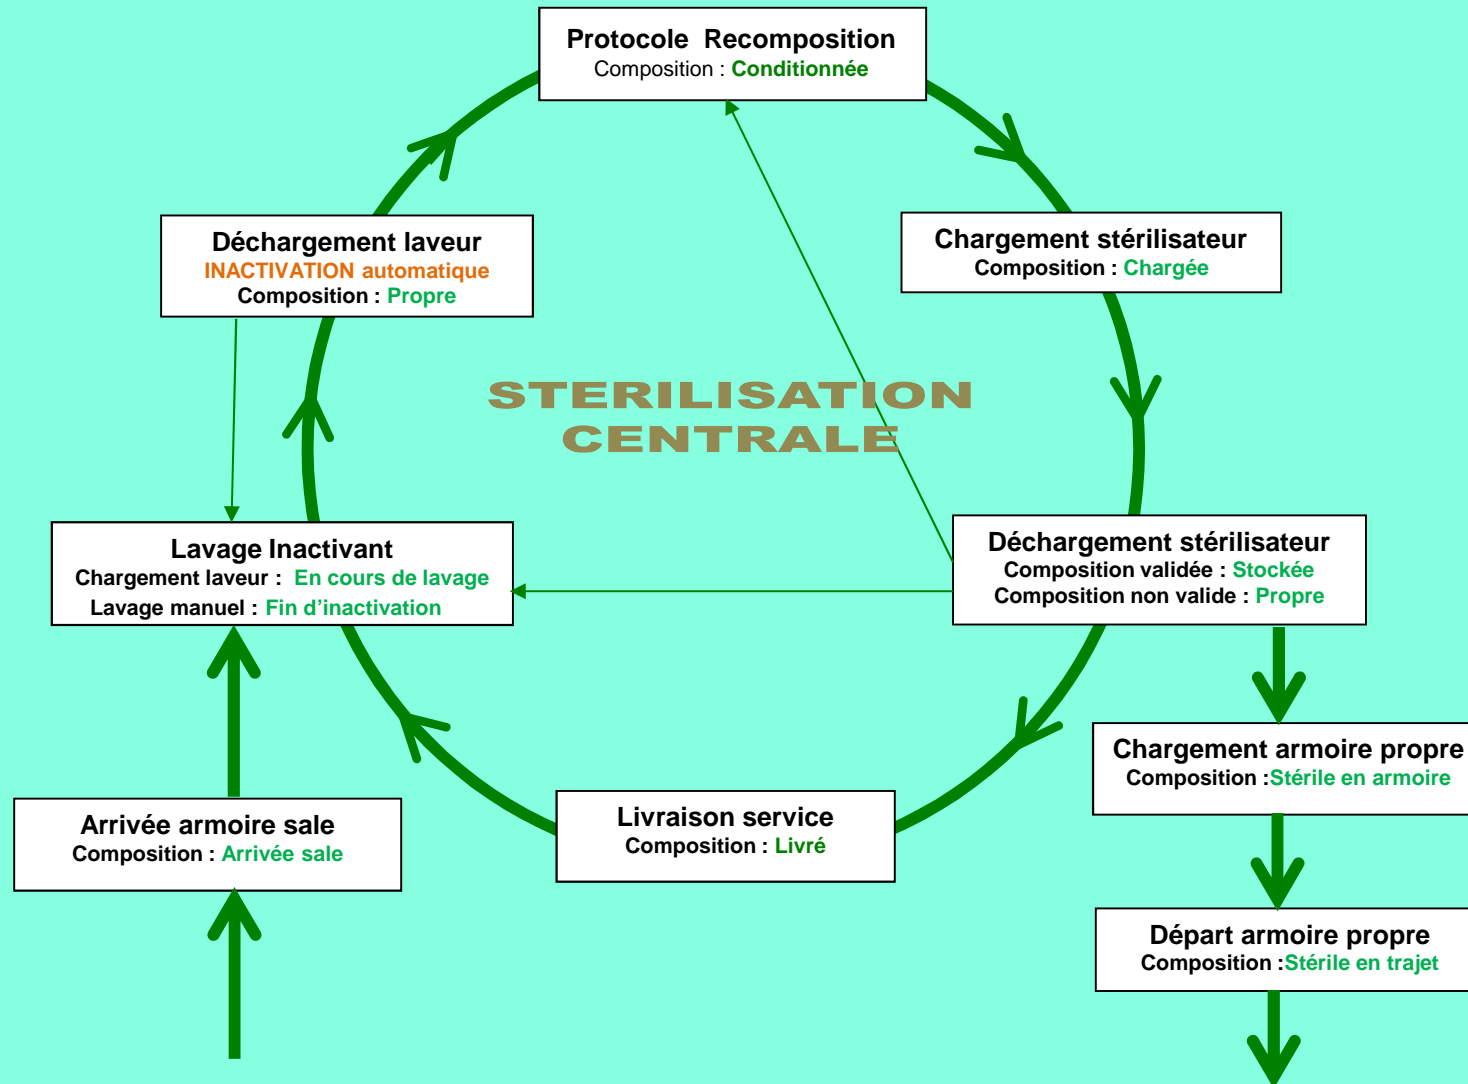 Protocole Recomposition
Composition : Conditionnée
Déchargement laveur
INACTIVATION automatique
Composition : Propre
Chargement stérilisateur
Composition : Chargée
STERILISATION
CENTRALE
Lavage Inactivant
Chargement laveur : En cours de lavage
Lavage manuel : Fin d’inactivation
Déchargement stérilisateur
Composition validée : Stockée
Composition non valide : Propre
Chargement armoire propre
Composition :Stérile en armoire
Arrivée armoire sale
Composition : Arrivée sale
Livraison service
Composition : Livré
Départ armoire propre
Composition :Stérile en trajet